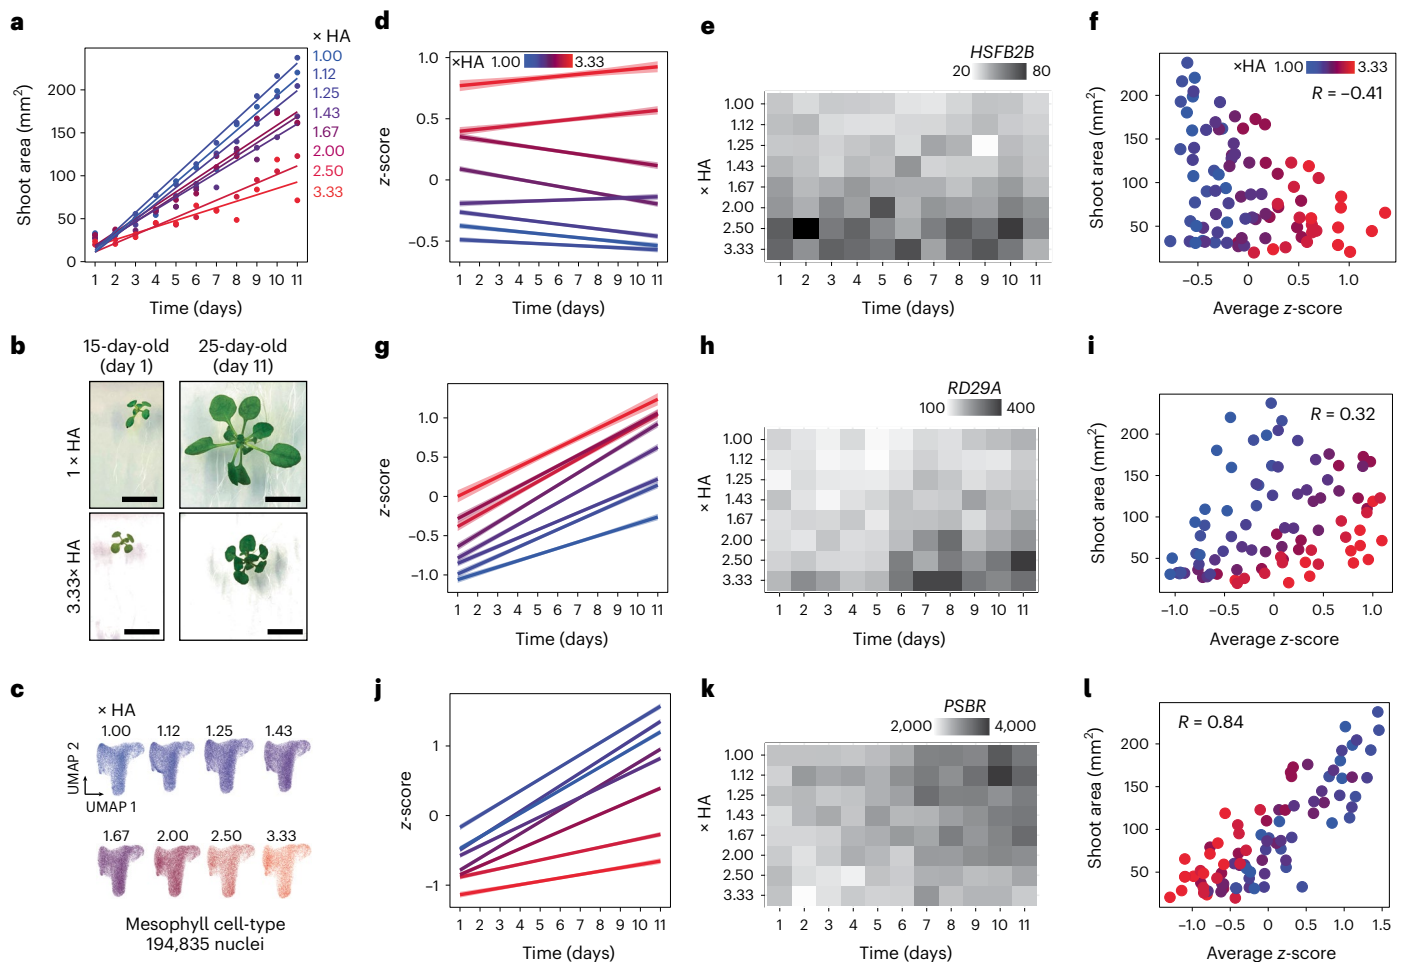 a
× HA
1.00
1.12
1.25
1.43
1.67
2.00
2.50
3.33
Shoot area (mm²)
200
150
100
50
0
1 2 3 4 5 6 7 8 9 10 11
Time (days)
d
×HA 1.00 3.33
z-score
1.0
0.5
0
−0.5
1 2 3 4 5 6 7 8 9 10 11
Time (days)
e
HSFB2B
20 80
× HA
1.00
1.12
1.25
1.43
1.67
2.00
2.50
3.33
1 2 3 4 5 6 7 8 9 10 11
Time (days)
f
×HA 1.00 3.33
R = −0.41
Shoot area (mm²)
200
150
100
50
−0.5 0 0.5 1.0
Average z-score
b
15-day-old
(day 1)
25-day-old
(day 11)
1 × HA
3.33× HA
g
z-score
1.0
0.5
0
−0.5
−1.0
1 2 3 4 5 6 7 8 9 10 11
Time (days)
h
RD29A
100 400
× HA
1.00
1.12
1.25
1.43
1.67
2.00
2.50
3.33
1 2 3 4 5 6 7 8 9 10 11
Time (days)
i
R = 0.32
Shoot area (mm²)
200
150
100
50
−1.0 −0.5 0 0.5 1.0
Average z-score
c
× HA
1.00 1.12 1.25 1.43
UMAP 2
UMAP 1
1.67 2.00 2.50 3.33
Mesophyll cell-type
194,835 nuclei
j
z-score
1
0
−1
1 2 3 4 5 6 7 8 9 10 11
Time (days)
k
PSBR
2,000 4,000
× HA
1.00
1.12
1.25
1.43
1.67
2.00
2.50
3.33
1 2 3 4 5 6 7 8 9 10 11
Time (days)
l
R = 0.84
Shoot area (mm²)
200
150
100
50
−1.0 −0.5 0 0.5 1.0 1.5
Average z-score